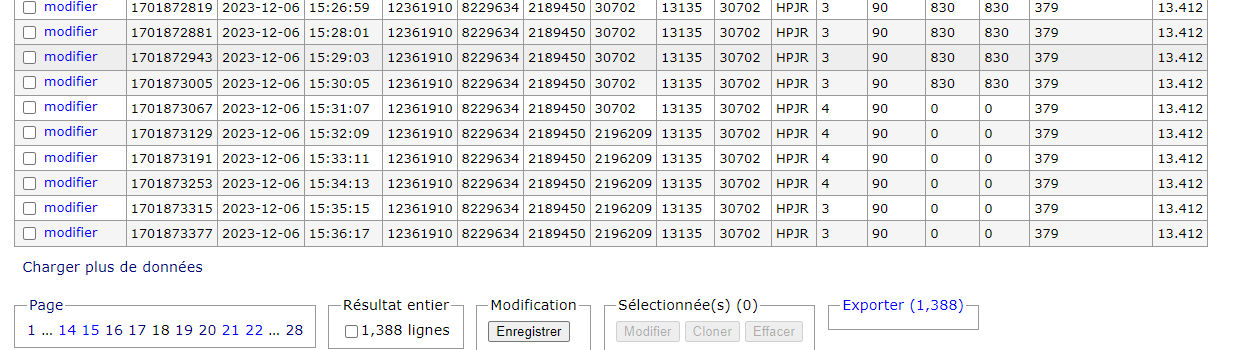 modifier 1701872819 2023-12-06 15:26:59 12361910 8229634 2189450 30702 13135 30702 HPJR 3 90 830 830 379 13.412
modifier 1701872881 2023-12-06 15:28:01 12361910 8229634 2189450 30702 13135 30702 HPJR 3 90 830 830 379 13.412
modifier 1701872943 2023-12-06 15:29:03 12361910 8229634 2189450 30702 13135 30702 HPJR 3 90 830 830 379 13.412
modifier 1701873005 2023-12-06 15:30:05 12361910 8229634 2189450 30702 13135 30702 HPJR 3 90 830 830 379 13.412
modifier 1701873067 2023-12-06 15:31:07 12361910 8229634 2189450 30702 13135 30702 HPJR 4 90 0 0 379 13.412
modifier 1701873129 2023-12-06 15:32:09 12361910 8229634 2189450 2196209 13135 30702 HPJR 4 90 0 0 379 13.412
modifier 1701873191 2023-12-06 15:33:11 12361910 8229634 2189450 2196209 13135 30702 HPJR 4 90 0 0 379 13.412
modifier 1701873253 2023-12-06 15:34:13 12361910 8229634 2189450 2196209 13135 30702 HPJR 4 90 0 0 379 13.412
modifier 1701873315 2023-12-06 15:35:15 12361910 8229634 2189450 2196209 13135 30702 HPJR 3 90 0 0 379 13.412
modifier 1701873377 2023-12-06 15:36:17 12361910 8229634 2189450 2196209 13135 30702 HPJR 3 90 0 0 379 13.412
Charger plus de données
Page Résultat entier Modification Sélectionnée(s) (0) Exporter (1,388)
1 … 14 15 16 17 18 19 20 21 22 … 28 1,388 lignes Enregistrer Modifier Cloner Effacer